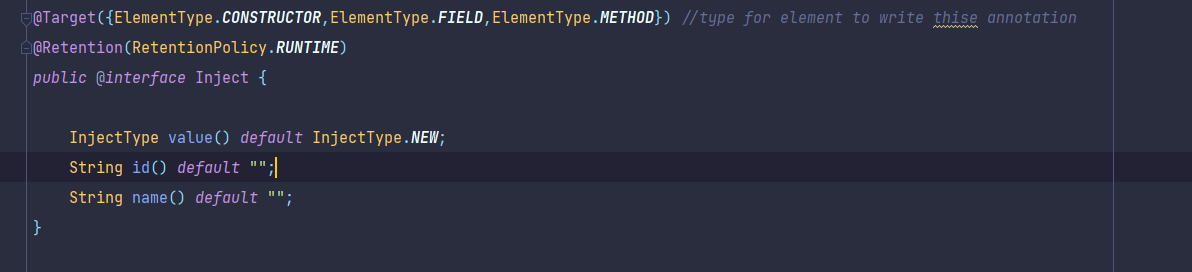 @Target({ElementType.CONSTRUCTOR,ElementType.FIELD,ElementType.METHOD}) //type for element to write thise annotation
@Retention(RetentionPolicy.RUNTIME)
public @interface Inject {
InjectType value() default InjectType.NEW;
String id() default "";
String name() default "";
}